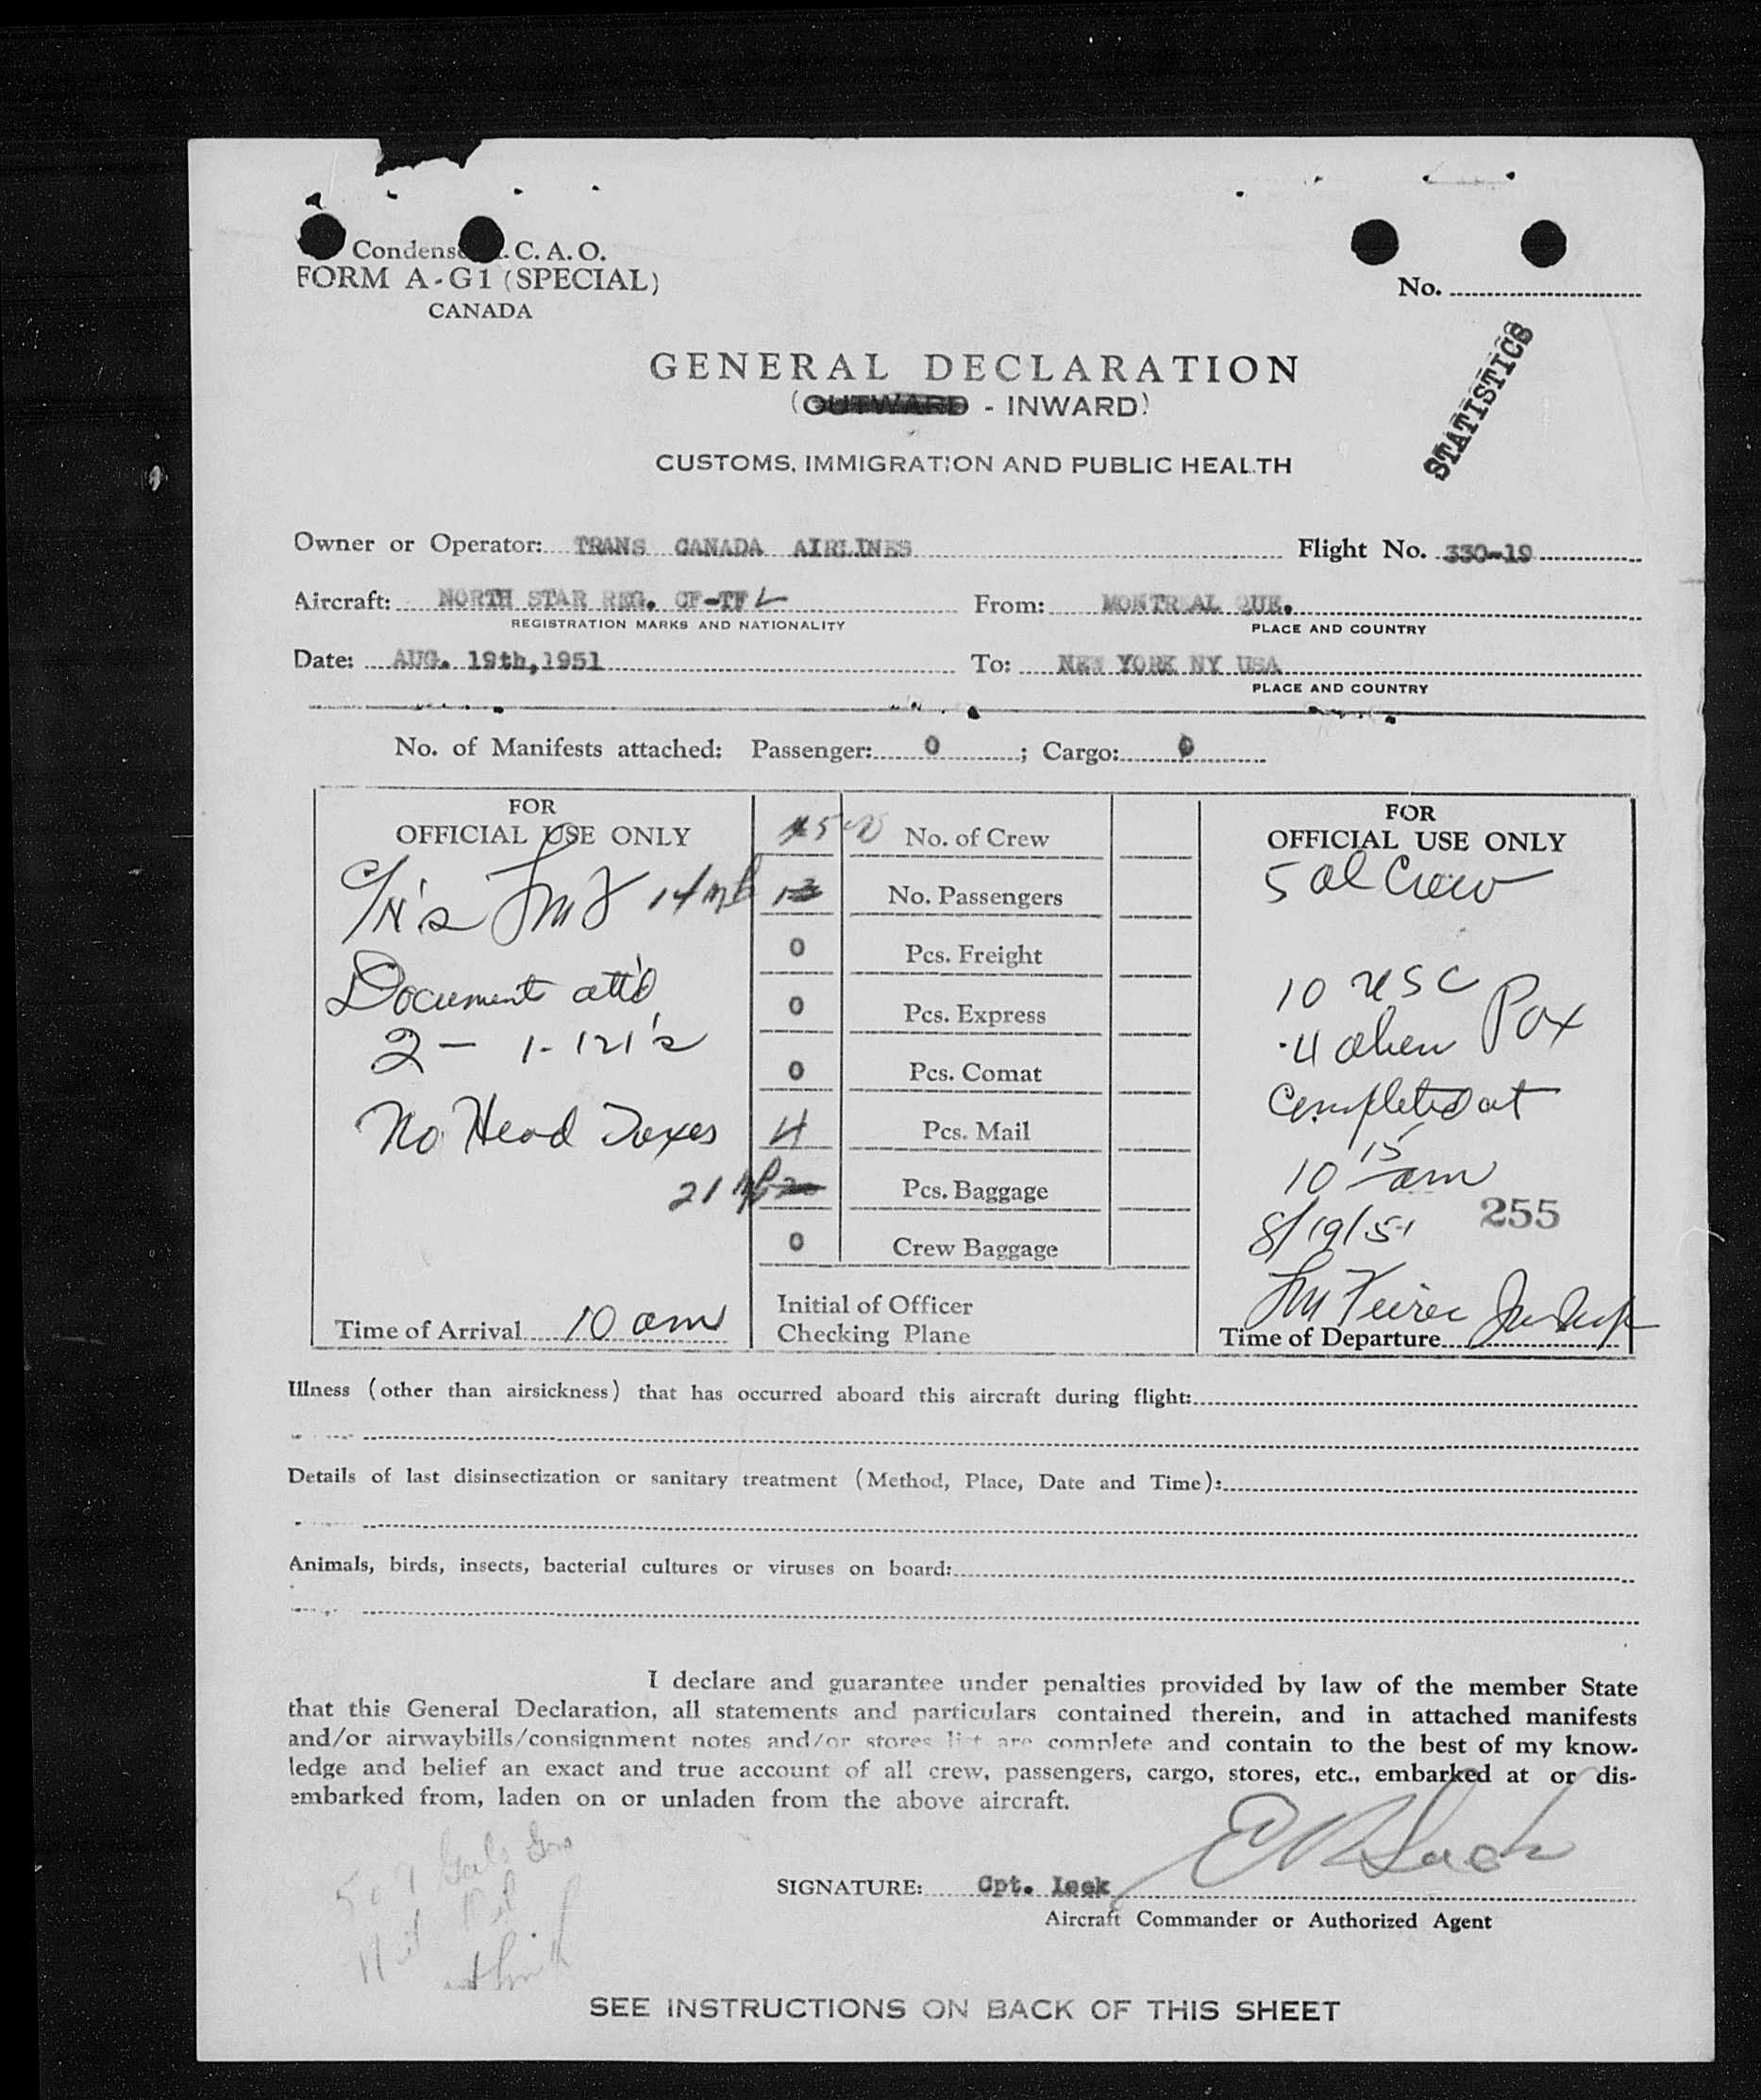 Condens C. A. O.
FORM A-G1 (SPECIAL)
CANADA
No.
GENERAL DECLARATION
(OUTWARD - INWARD)
STATISTICS
CUSTOMS, IMMIGRATION AND PUBLIC HEALTH
Owner or Operator: TRANS CANADA AIRLINES Flight No. 330-19
Aircraft: NORTH STAR REG. CF-TFL From: MONTREAL QUE.
REGISTRATION MARKS AND NATIONALITY PLACE AND COUNTRY
Date: AUG. 19th, 1951 To: NEW YORK NY USA
PLACE AND COUNTRY
No. of Manifests attached: Passenger: 0 ; Cargo: 0
FOR
OFFICIAL USE ONLY
14
Document att'd
2 - 1-121's
No Head Taxes
21
Time of Arrival 10 am
5 No. of Crew
13 No. Passengers
0 Pcs. Freight
0 Pcs. Express
0 Pcs. Comat
4 Pcs. Mail
Pcs. Baggage
0 Crew Baggage
Initial of Officer
Checking Plane
FOR
OFFICIAL USE ONLY
5 al Crew
10 USC
4 alien Pax
Completed at
10 15 am
8/19/51 255
Time of Departure
Illness (other than airsickness) that has occurred aboard this aircraft during flight:
Details of last disinsectization or sanitary treatment (Method, Place, Date and Time):
Animals, birds, insects, bacterial cultures or viruses on board:
I declare and guarantee under penalties provided by law of the member State
that this General Declaration, all statements and particulars contained therein, and in attached manifests
and/or airwaybills/consignment notes and/or stores list are complete and contain to the best of my know-
ledge and belief an exact and true account of all crew, passengers, cargo, stores, etc., embarked at or dis-
embarked from, laden on or unladen from the above aircraft.
SIGNATURE: Cpt. Leek
Aircraft Commander or Authorized Agent
SEE INSTRUCTIONS ON BACK OF THIS SHEET